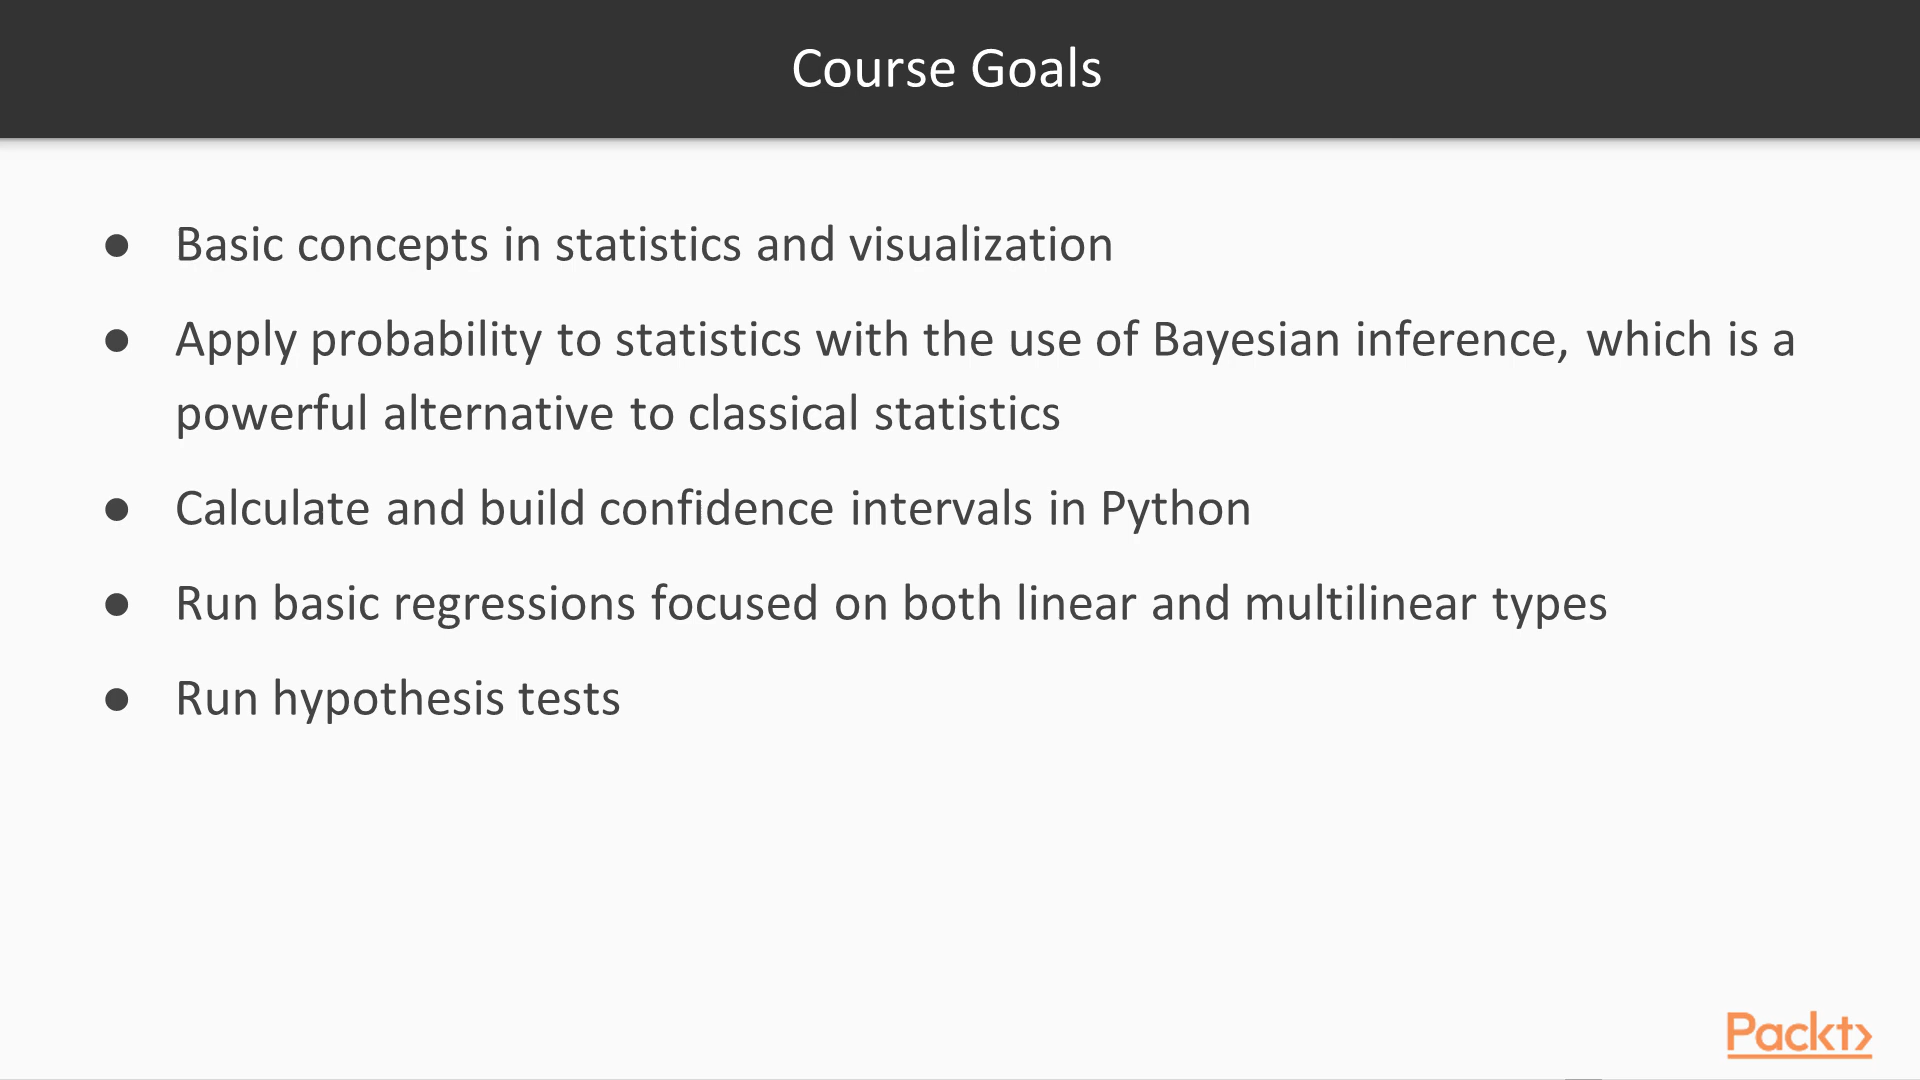 Course Goals
● Basic concepts in statistics and visualization
● Apply probability to statistics with the use of Bayesian inference, which is a
powerful alternative to classical statistics
● Calculate and build confidence intervals in Python
● Run basic regressions focused on both linear and multilinear types
● Run hypothesis tests
Packt>